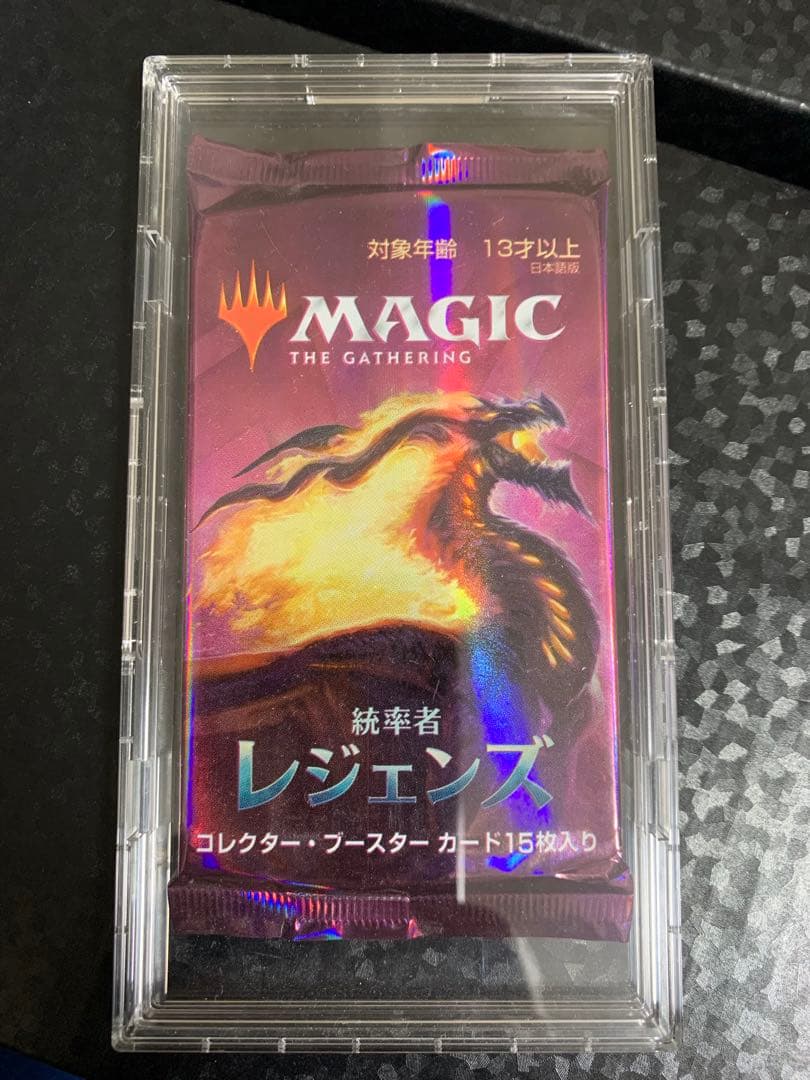 対象年齢 13才以上
日本語版
MAGIC
THE GATHERING
統率者
レジェンズ
コレクター・ブースター カード15枚入り